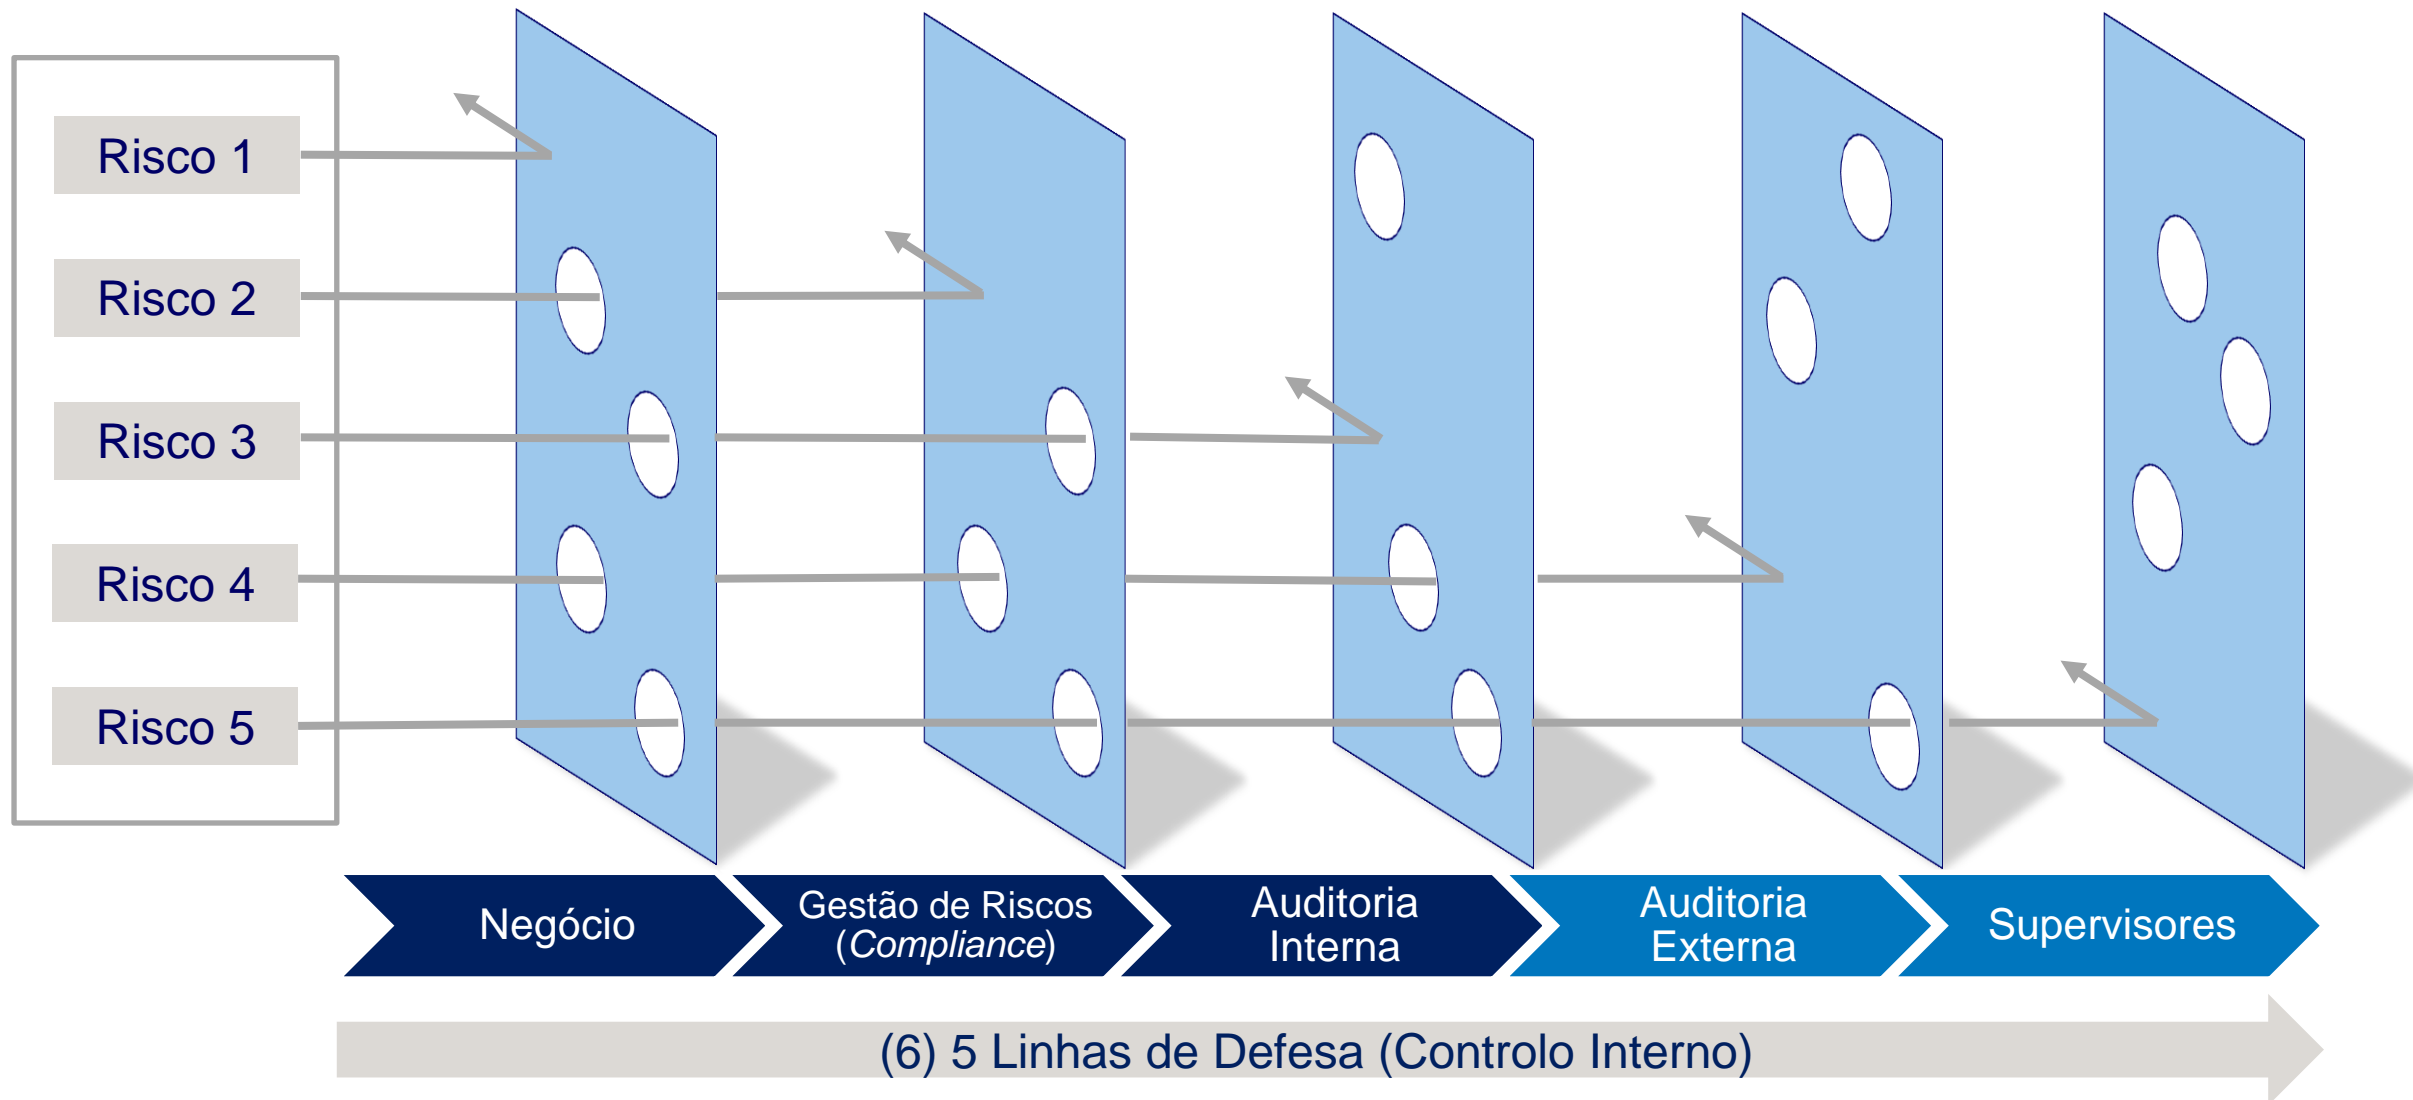 Risco 1
Risco 2
Risco 3
Risco 4
Risco 5
Negócio
Gestão de Riscos
(Compliance)
Auditoria
Interna
Auditoria
Externa
Supervisores
(6) 5 Linhas de Defesa (Controlo Interno)